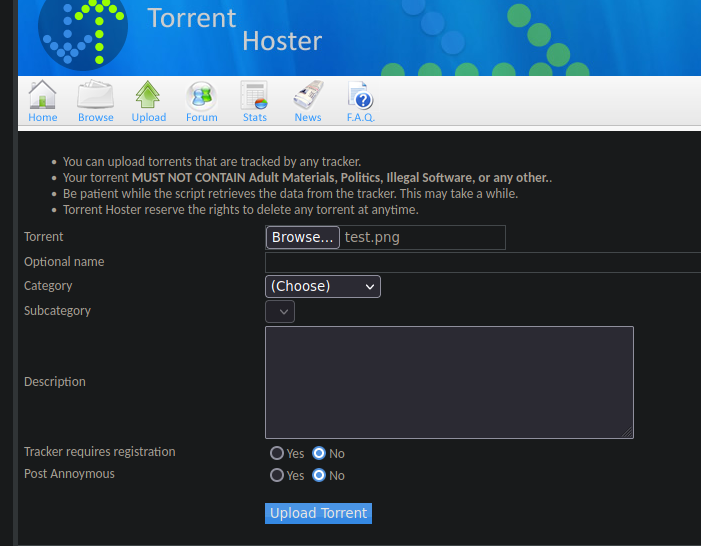 Torrent
Hoster
Home Browse Upload Forum Stats News F.A.Q.
You can upload torrents that are tracked by any tracker.
Your torrent MUST NOT CONTAIN Adult Materials, Politics, Illegal Software, or any other..
Be patient while the script retrieves the data from the tracker. This may take a while.
Torrent Hoster reserve the rights to delete any torrent at anytime.
Torrent Browse... test.png
Optional name
Category (Choose)
Subcategory
Description
Tracker requires registration Yes No
Post Annoymous Yes No
Upload Torrent